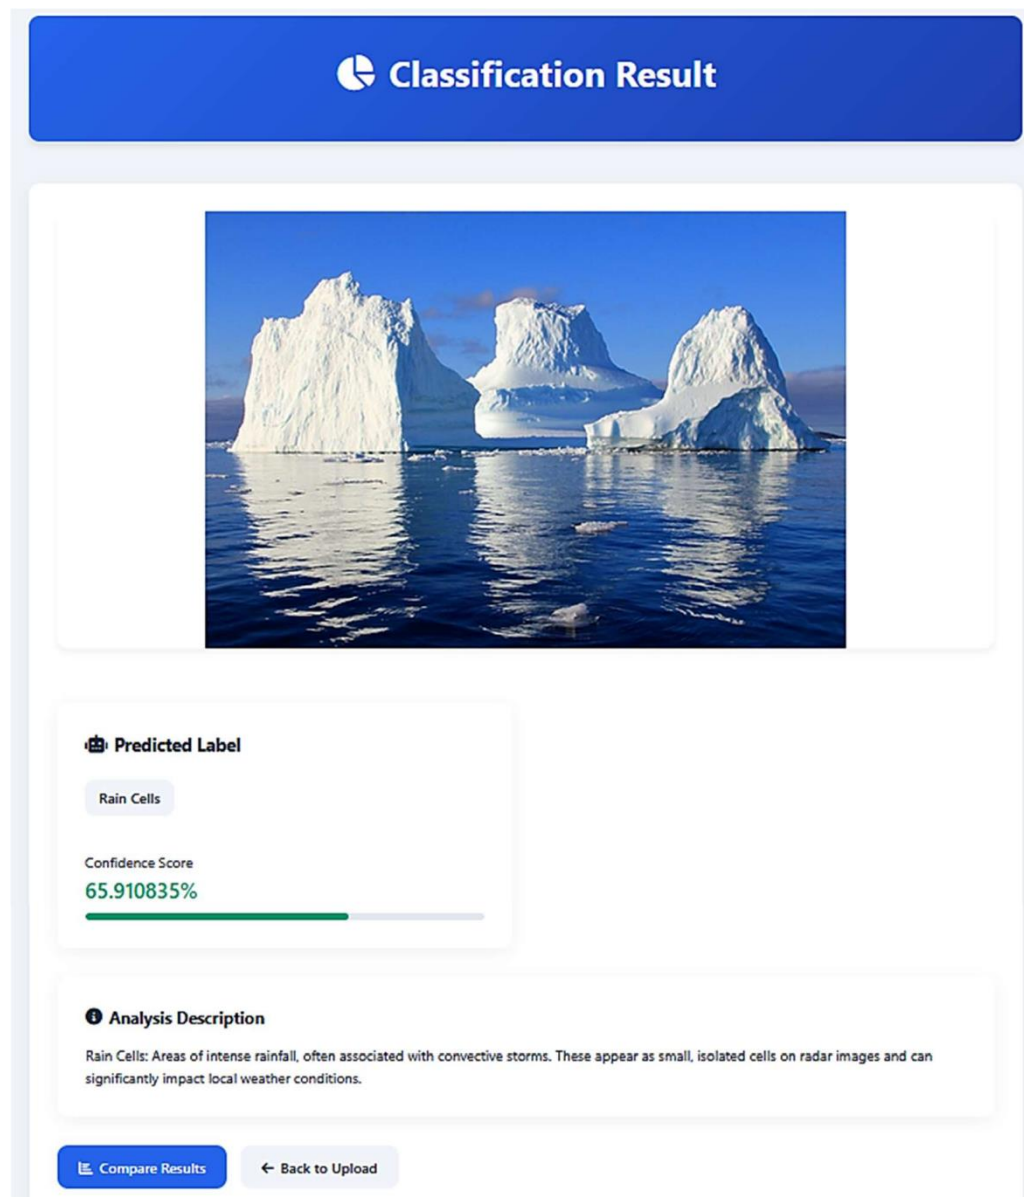 Classification Result
Predicted Label
Rain Cells
Confidence Score
65.910835%
Analysis Description
Rain Cells: Areas of intense rainfall, often associated with convective storms. These appear as small, isolated cells on radar images and can
significantly impact local weather conditions.
Compare Results
Back to Upload